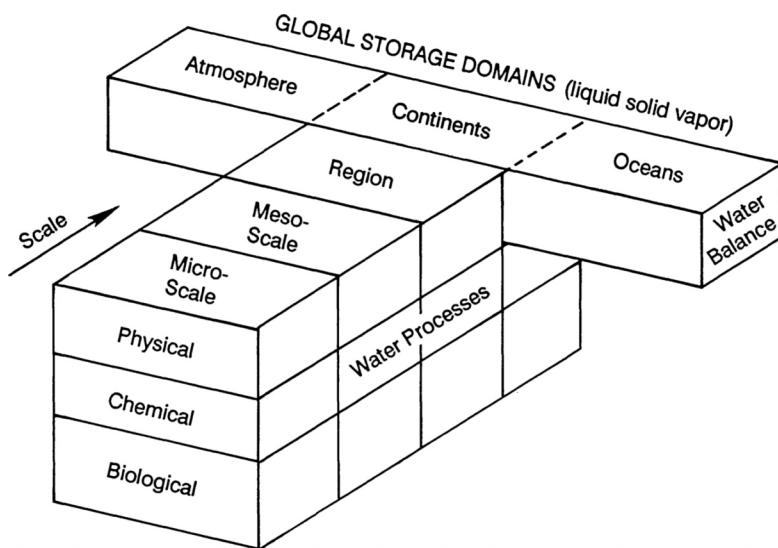 GLOBAL STORAGE DOMAINS (liquid solid vapor)
Atmosphere
Continents
Oceans
Region
Water
Balance
Meso-
Scale
Scale
Micro-
Scale
Physical
Water Processes
Chemical
Biological